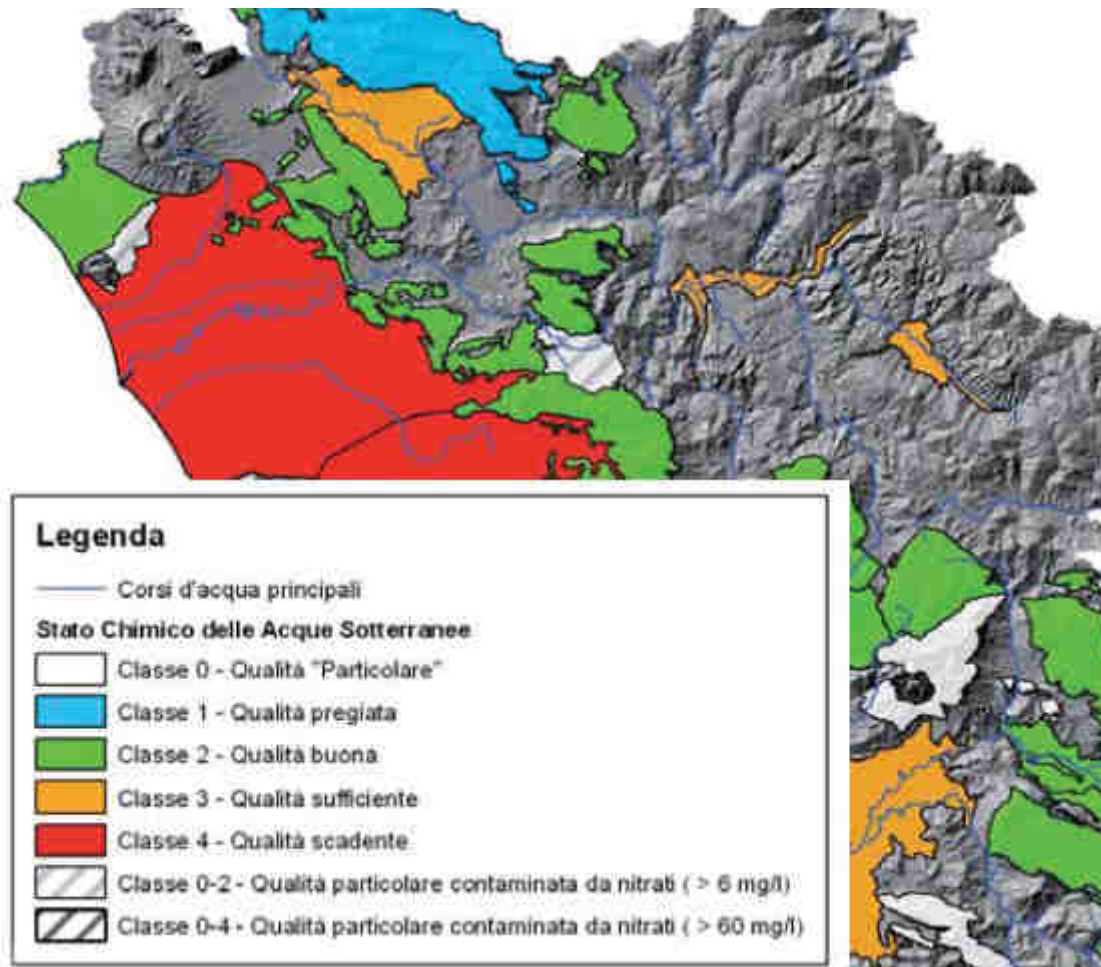 Legenda
Corsi d'acqua principali
Stato Chimico delle Acque Sotterranee
Classe 0 - Qualità "Particolare"
Classe 1 - Qualità pregiata
Classe 2 - Qualità buona
Classe 3 - Qualità sufficiente
Classe 4 - Qualità scadente
Classe 0-2 - Qualità particolare contaminata da nitrati ( > 6 mg/l)
Classe 0-4 - Qualità particolare contaminata da nitrati ( > 60 mg/l)